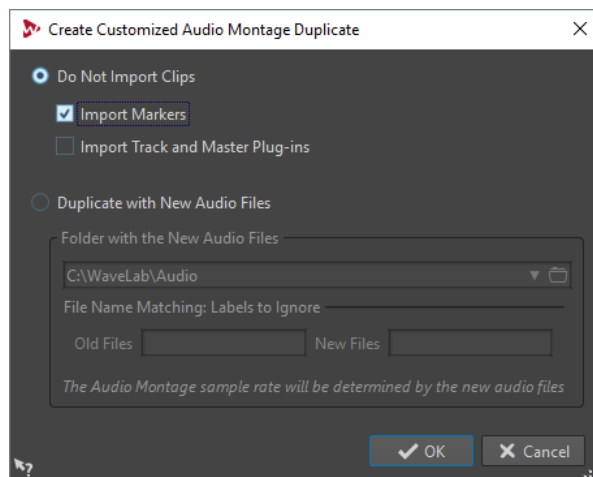 Create Customized Audio Montage Duplicate
Do Not Import Clips
Import Markers
Import Track and Master Plug-ins
Duplicate with New Audio Files
Folder with the New Audio Files
C:\WaveLab\Audio
File Name Matching: Labels to Ignore
Old Files New Files
The Audio Montage sample rate will be determined by the new audio files
OK Cancel
?